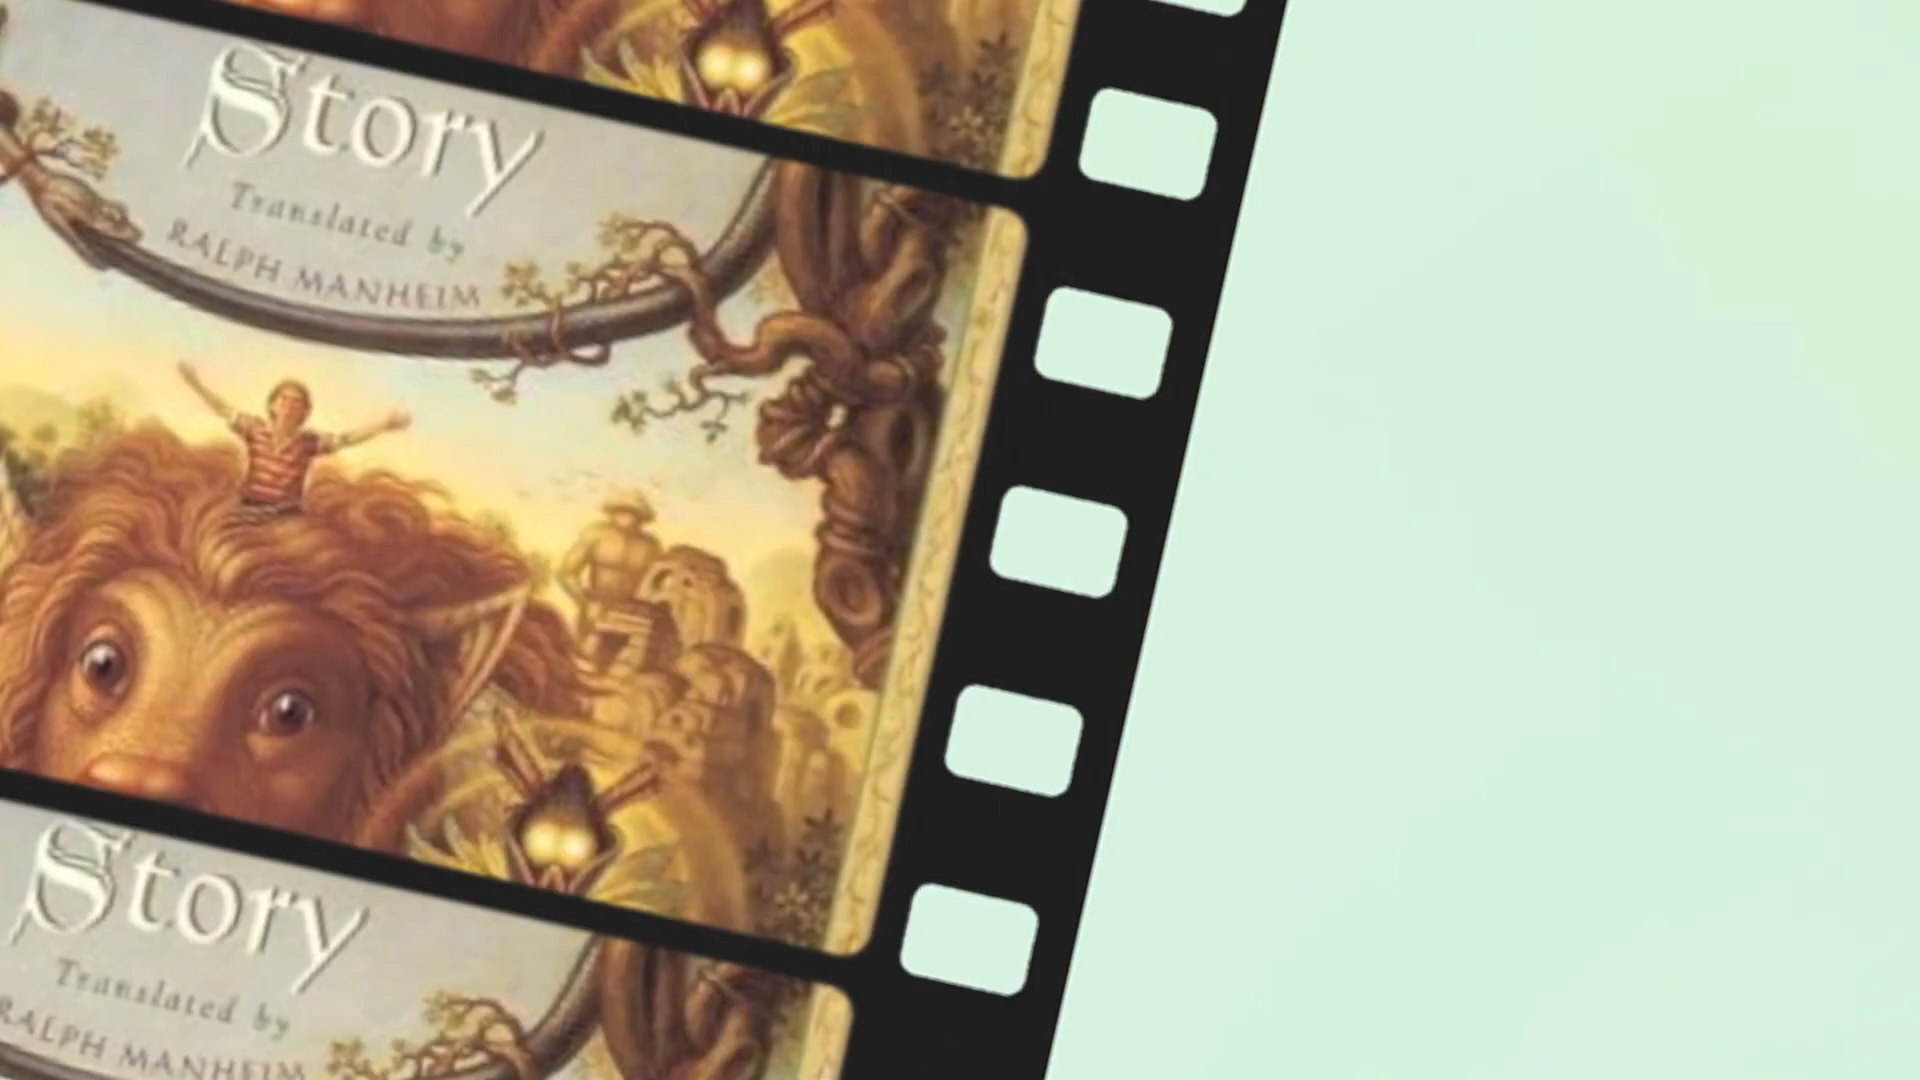 Story
Translated by
RALPH MANHEIM
Story
Translated by
RALPH MANHEIM